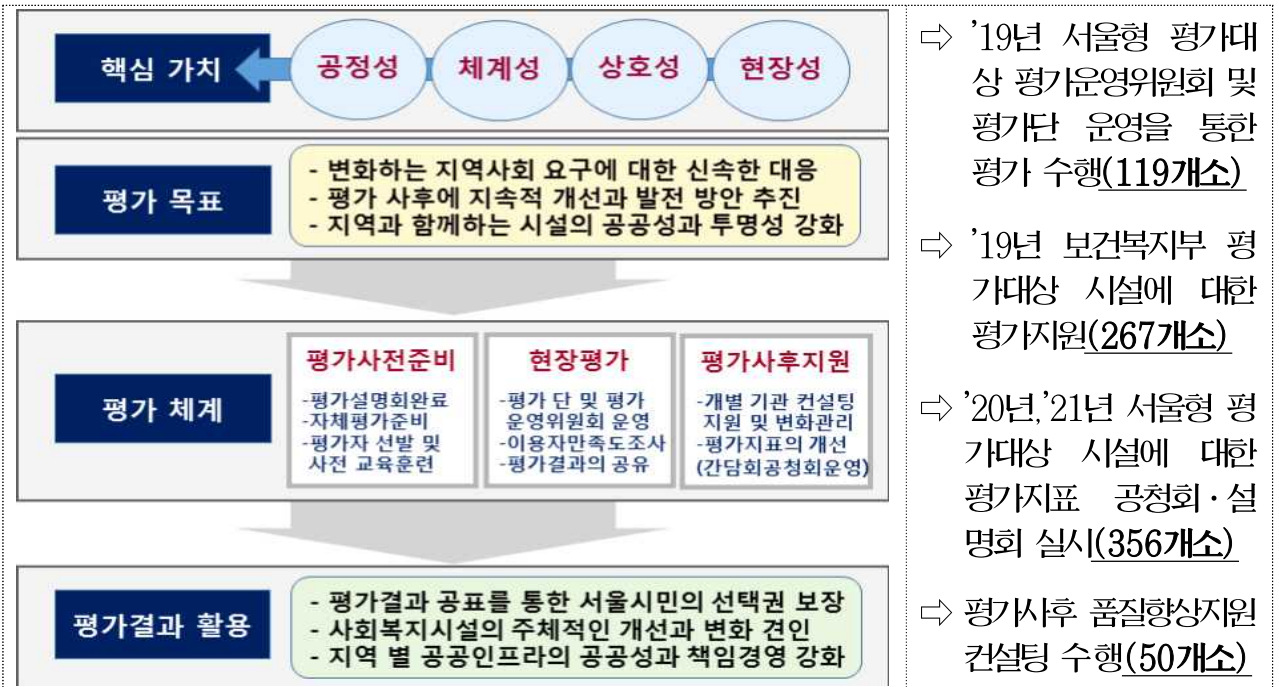 핵심 가치
공정성 체계성 상호성 현장성
평가 목표
- 변화하는 지역사회 요구에 대한 신속한 대응
- 평가 사후에 지속적 개선과 발전 방안 추진
- 지역과 함께하는 시설의 공공성과 투명성 강화
평가 체계
평가사전준비
-평가설명회완료
-자체평가준비
-평가자 선발 및
사전 교육훈련
현장평가
-평가 단 및 평가
운영위원회 운영
-이용자만족도조사
-평가결과의 공유
평가사후지원
-개별 기관 컨설팅
지원 및 변화관리
-평가지표의 개선
(간담회공청회운영)
평가결과 활용
- 평가결과 공표를 통한 서울시민의 선택권 보장
- 사회복지시설의 주체적인 개선과 변화 견인
- 지역 별 공공인프라의 공공성과 책임경영 강화
⇨ ’19년 서울형 평가대
상 평가운영위원회 및
평가단 운영을 통한
평가 수행(119개소)
⇨ ’19년 보건복지부 평
가대상 시설에 대한
평가지원(267개소)
⇨ ’20년,’21년 서울형 평
가대상 시설에 대한
평가지표 공청회·설
명회 실시(356개소)
⇨ 평가사후 품질향상지원
컨설팅 수행(50개소)